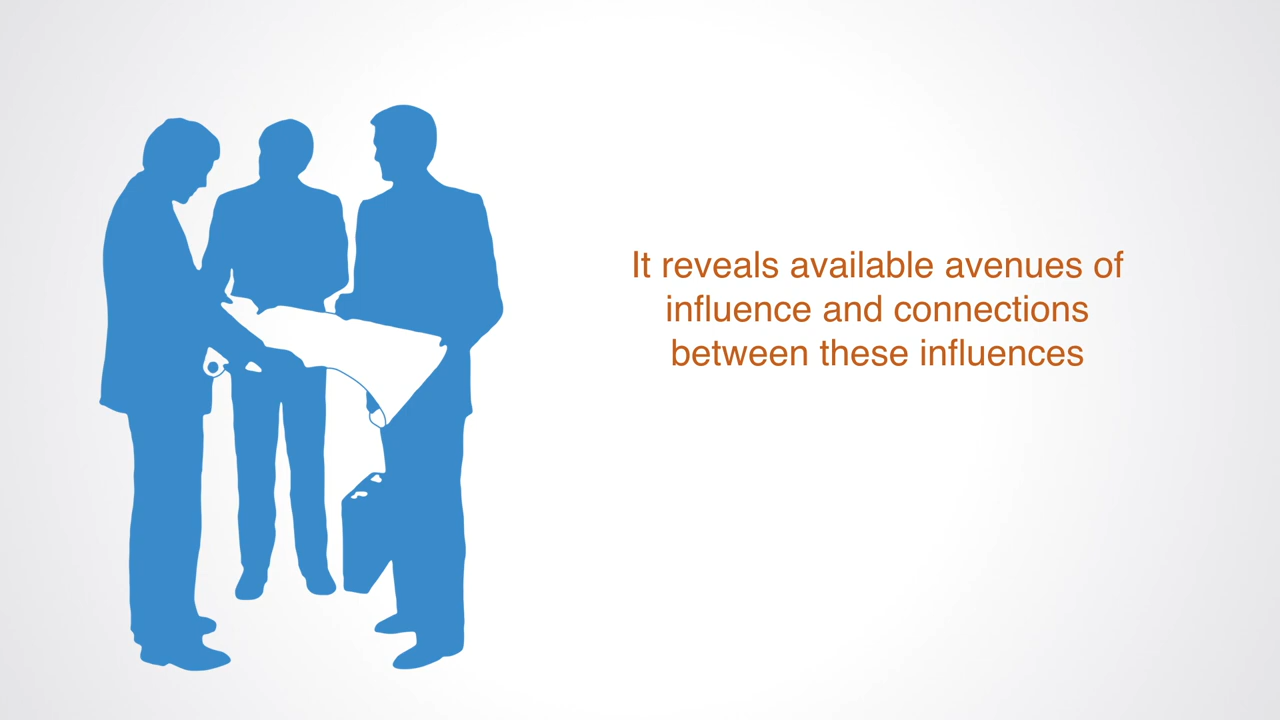 It reveals available avenues of
influence and connections
between these influences